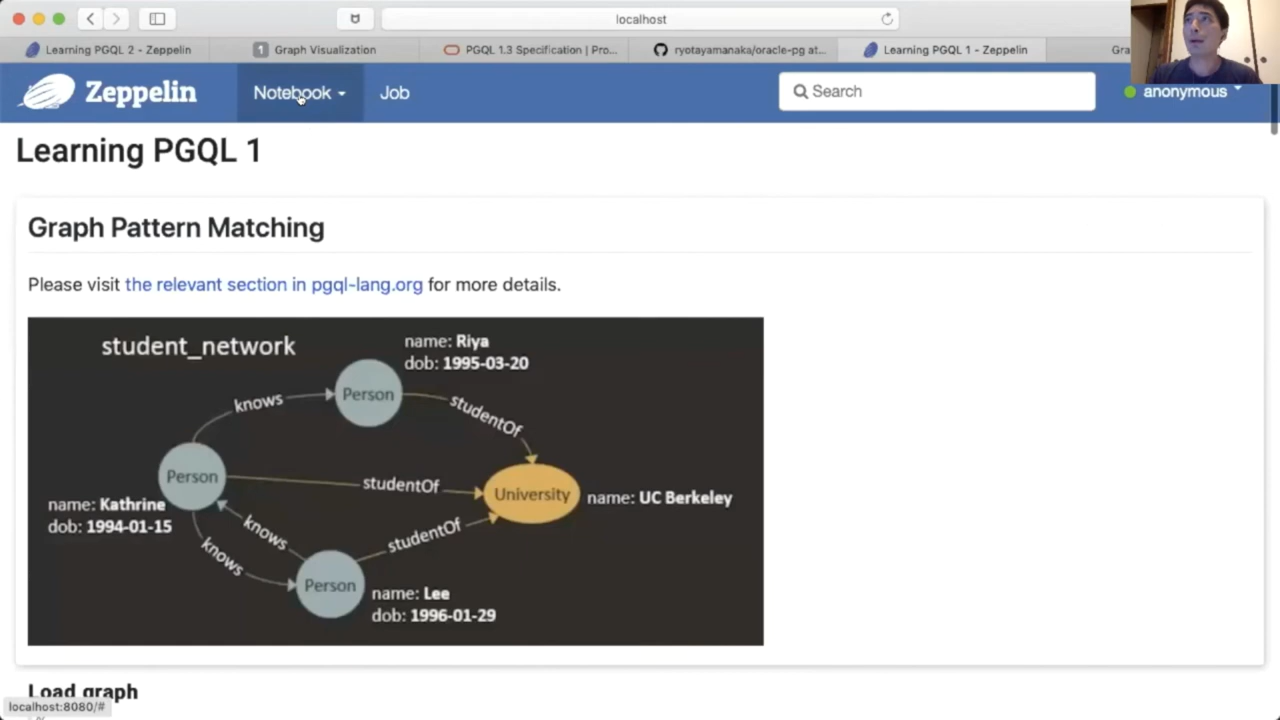 localhost
Learning PGQL 2 - Zeppelin
1 Graph Visualization
PGQL 1.3 Specification | Pro...
ryotayamanaka/oracle-pg at...
Learning PGQL 1 - Zeppelin
Gra
Zeppelin
Notebook
Job
Search
anonymous
Learning PGQL 1
Graph Pattern Matching
Please visit the relevant section in pgql-lang.org for more details.
student_network
name: Riya
dob: 1995-03-20
Person
knows
studentOf
Person
studentOf
University
name: UC Berkeley
name: Kathrine
dob: 1994-01-15
knows
knows
studentOf
Person
name: Lee
dob: 1996-01-29
Load graph
localhost:8080/#